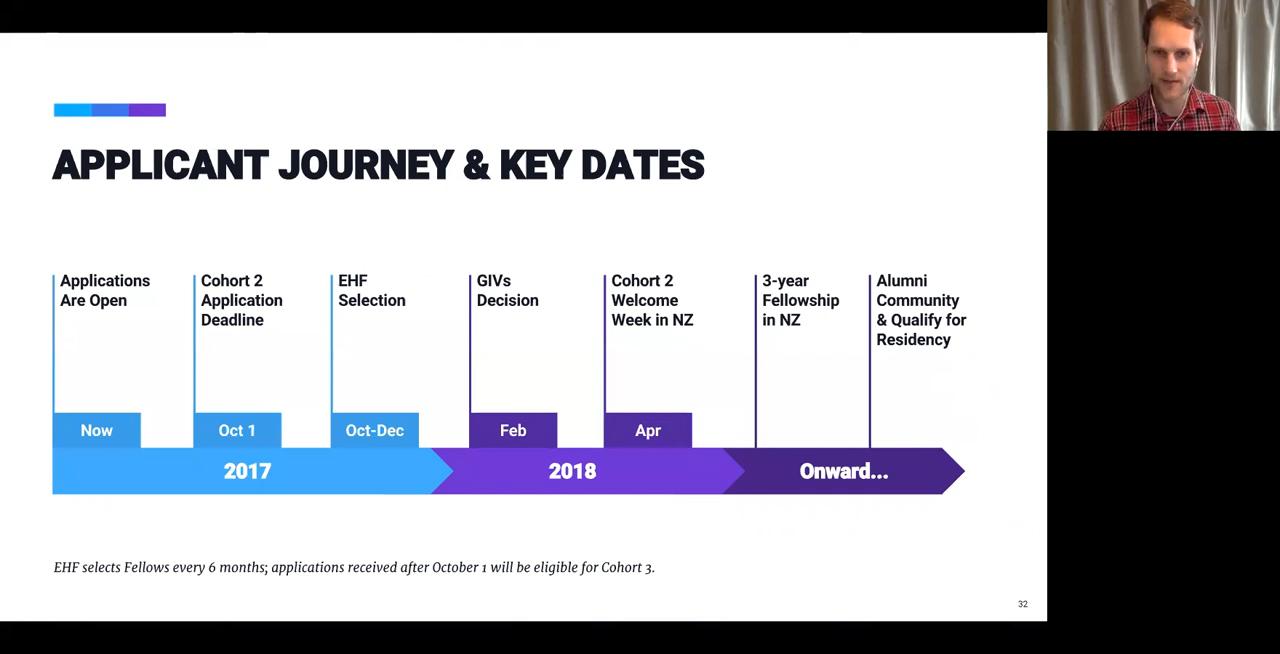 APPLICANT JOURNEY & KEY DATES
Applications
Are Open
Cohort 2
Application
Deadline
EHF
Selection
GIVs
Decision
Cohort 2
Welcome
Week in NZ
3-year
Fellowship
in NZ
Alumni
Community
& Qualify for
Residency
Now
Oct 1
Oct-Dec
Feb
Apr
2017
2018
Onward...
EHF selects Fellows every 6 months; applications received after October 1 will be eligible for Cohort 3.
32